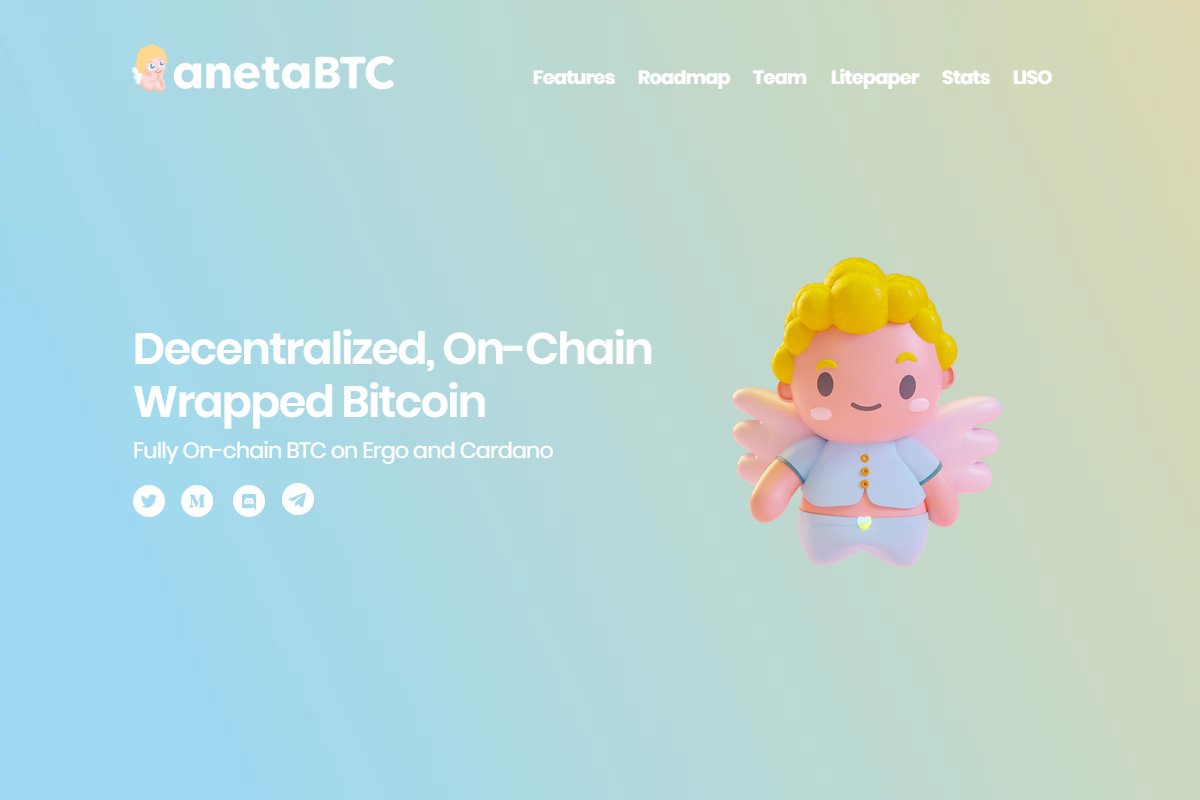 anetaBTC
Features Roadmap Team Litepaper Stats LISO
Decentralized, On-Chain
Wrapped Bitcoin
Fully On-chain BTC on Ergo and Cardano
M